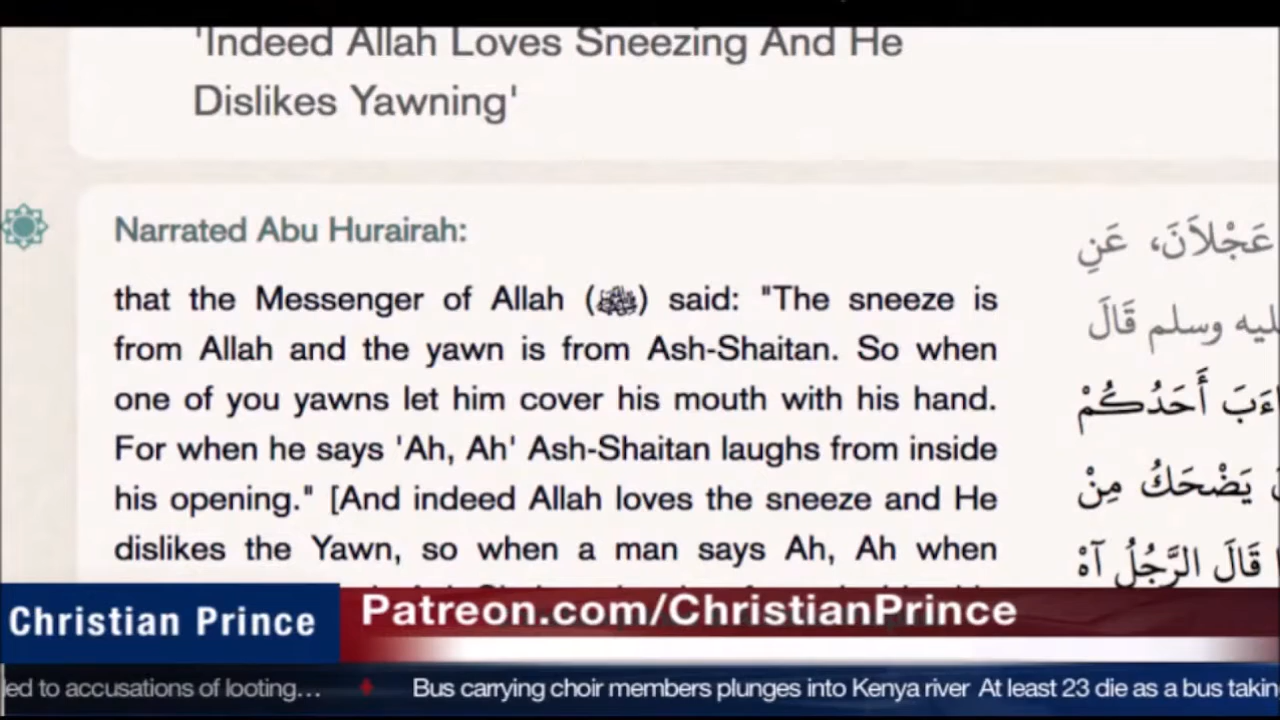 'Indeed Allah Loves Sneezing And He
Dislikes Yawning'
Narrated Abu Hurairah:
that the Messenger of Allah (ﷺ) said: "The sneeze is
from Allah and the yawn is from Ash-Shaitan. So when
one of you yawns let him cover his mouth with his hand.
For when he says 'Ah, Ah' Ash-Shaitan laughs from inside
his opening." [And indeed Allah loves the sneeze and He
dislikes the Yawn, so when a man says Ah, Ah when
عَجْلاَنَ، عَنِ
وسلم قَالَ
أَحَدُكُمْ
يَضْحَكُ مِنْ
قَالَ الرَّجُلُ آهْ
Christian Prince
Patreon.com/ChristianPrince
ed to accusations of looting... Bus carrying choir members plunges into Kenya river At least 23 die as a bus takin